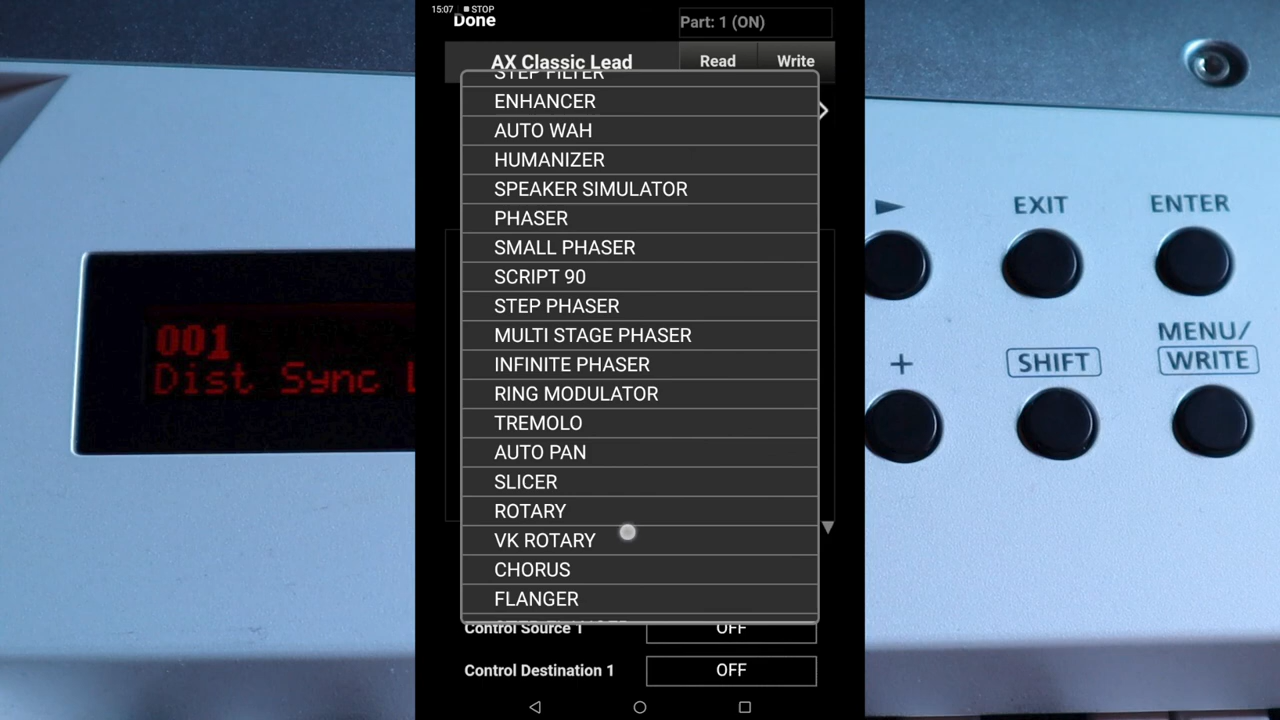 15:07 STOP
Done
Part: 1 (ON)
AX Classic Lead
Read
Write
STEP FILTER
ENHANCER
AUTO WAH
HUMANIZER
SPEAKER SIMULATOR
PHASER
SMALL PHASER
SCRIPT 90
STEP PHASER
MULTI STAGE PHASER
INFINITE PHASER
RING MODULATOR
TREMOLO
AUTO PAN
SLICER
ROTARY
VK ROTARY
CHORUS
FLANGER
Control Source 1
OFF
Control Destination 1
OFF
001
Dist Sync
EXIT
ENTER
+
SHIFT
MENU/
WRITE